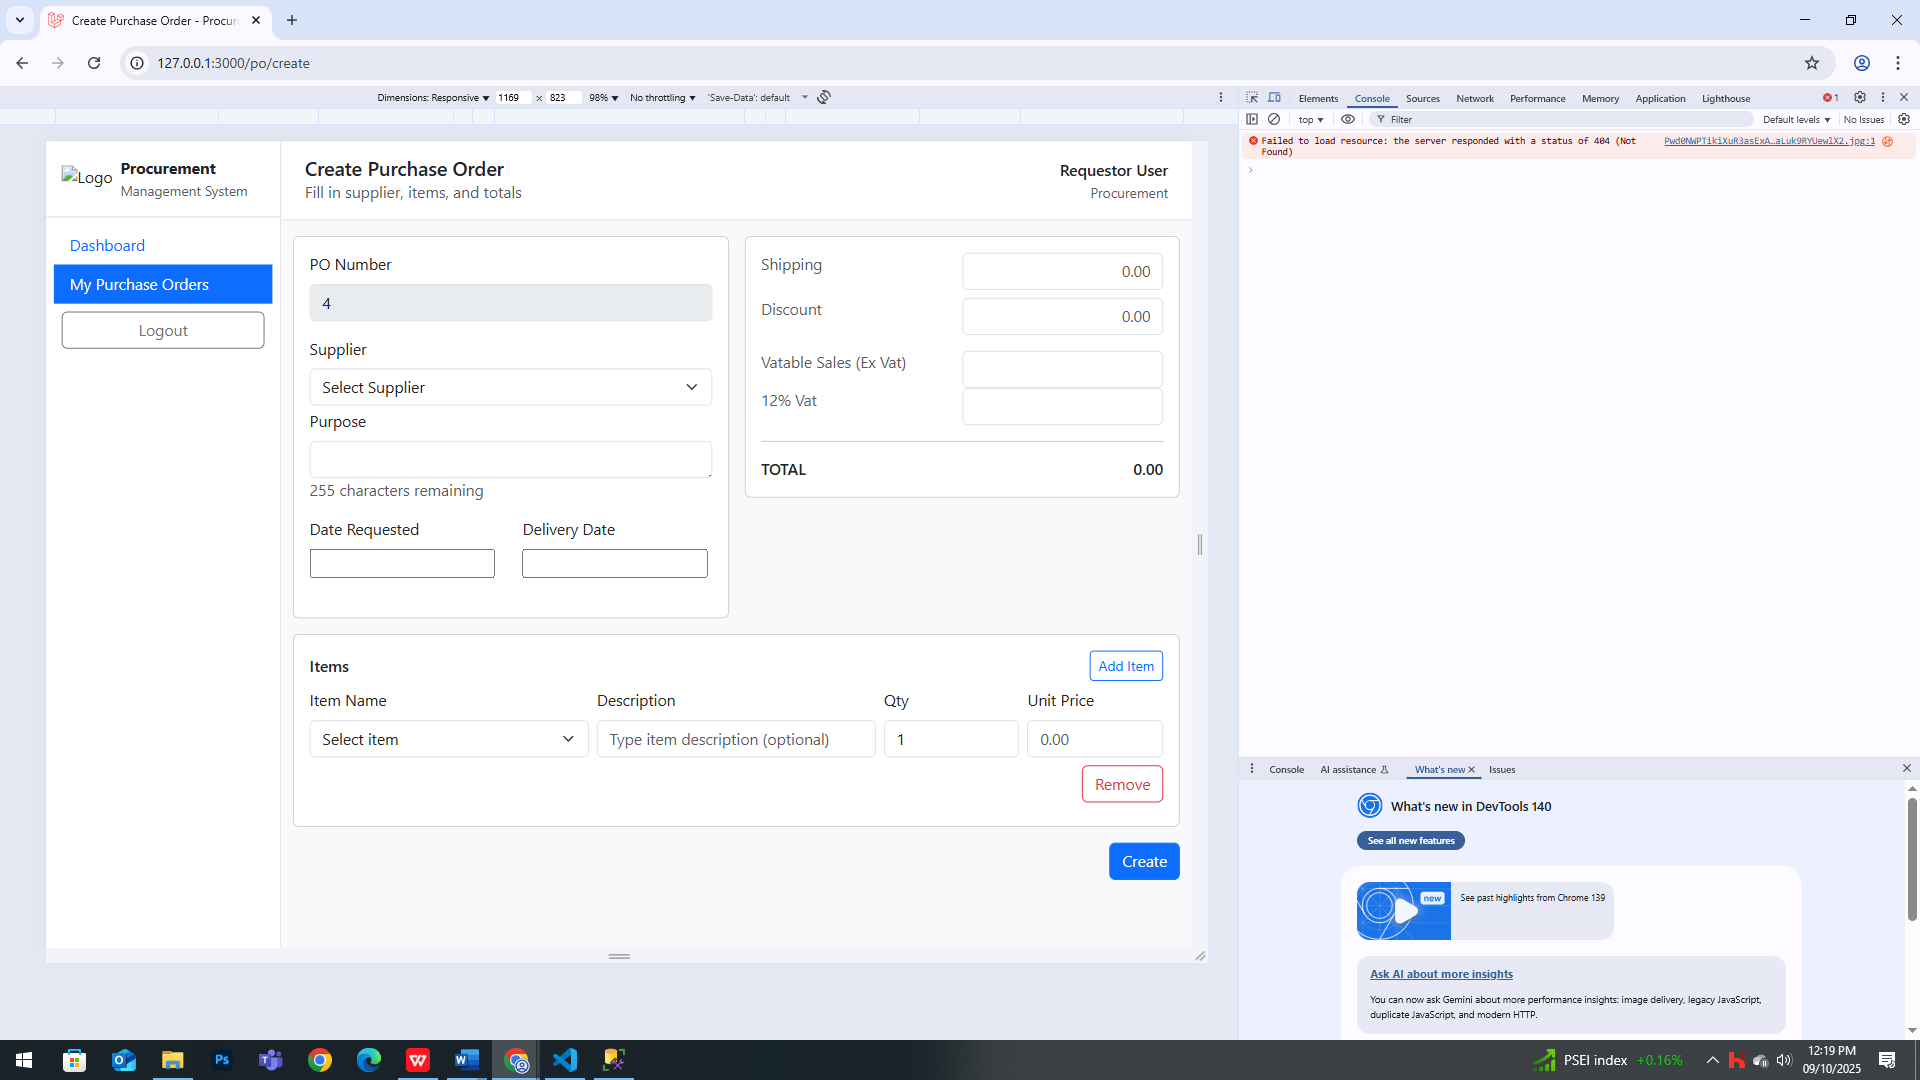 Create Purchase Order - Procur
127.0.0.1:3000/po/create
Dimensions: Responsive 1169 × 823 98% No throttling 'Save-Data': default
Elements Console Sources Network Performance Memory Application Lighthouse 1
top Filter Default levels No Issues
Failed to load resource: the server responded with a status of 404 (Not Found)
Pwd0NWPTikiXuR3asExA…aLuk9RYUewlX2.jpg:1
Logo
Procurement
Management System
Dashboard
My Purchase Orders
Logout
Create Purchase Order
Fill in supplier, items, and totals
Requestor User
Procurement
PO Number
4
Supplier
Select Supplier
Purpose
255 characters remaining
Date Requested Delivery Date
Shipping 0.00
Discount 0.00
Vatable Sales (Ex Vat)
12% Vat
TOTAL 0.00
Items
Add Item
Item Name Description Qty Unit Price
Select item Type item description (optional) 1 0.00
Remove
Create
Console AI assistance What's new Issues
What's new in DevTools 140
See all new features
new
See past highlights from Chrome 139
Ask AI about more insights
You can now ask Gemini about more performance insights: image delivery, legacy JavaScript,
duplicate JavaScript, and modern HTTP.
Ps
W
PSEI index +0.16%
12:19 PM
09/10/2025